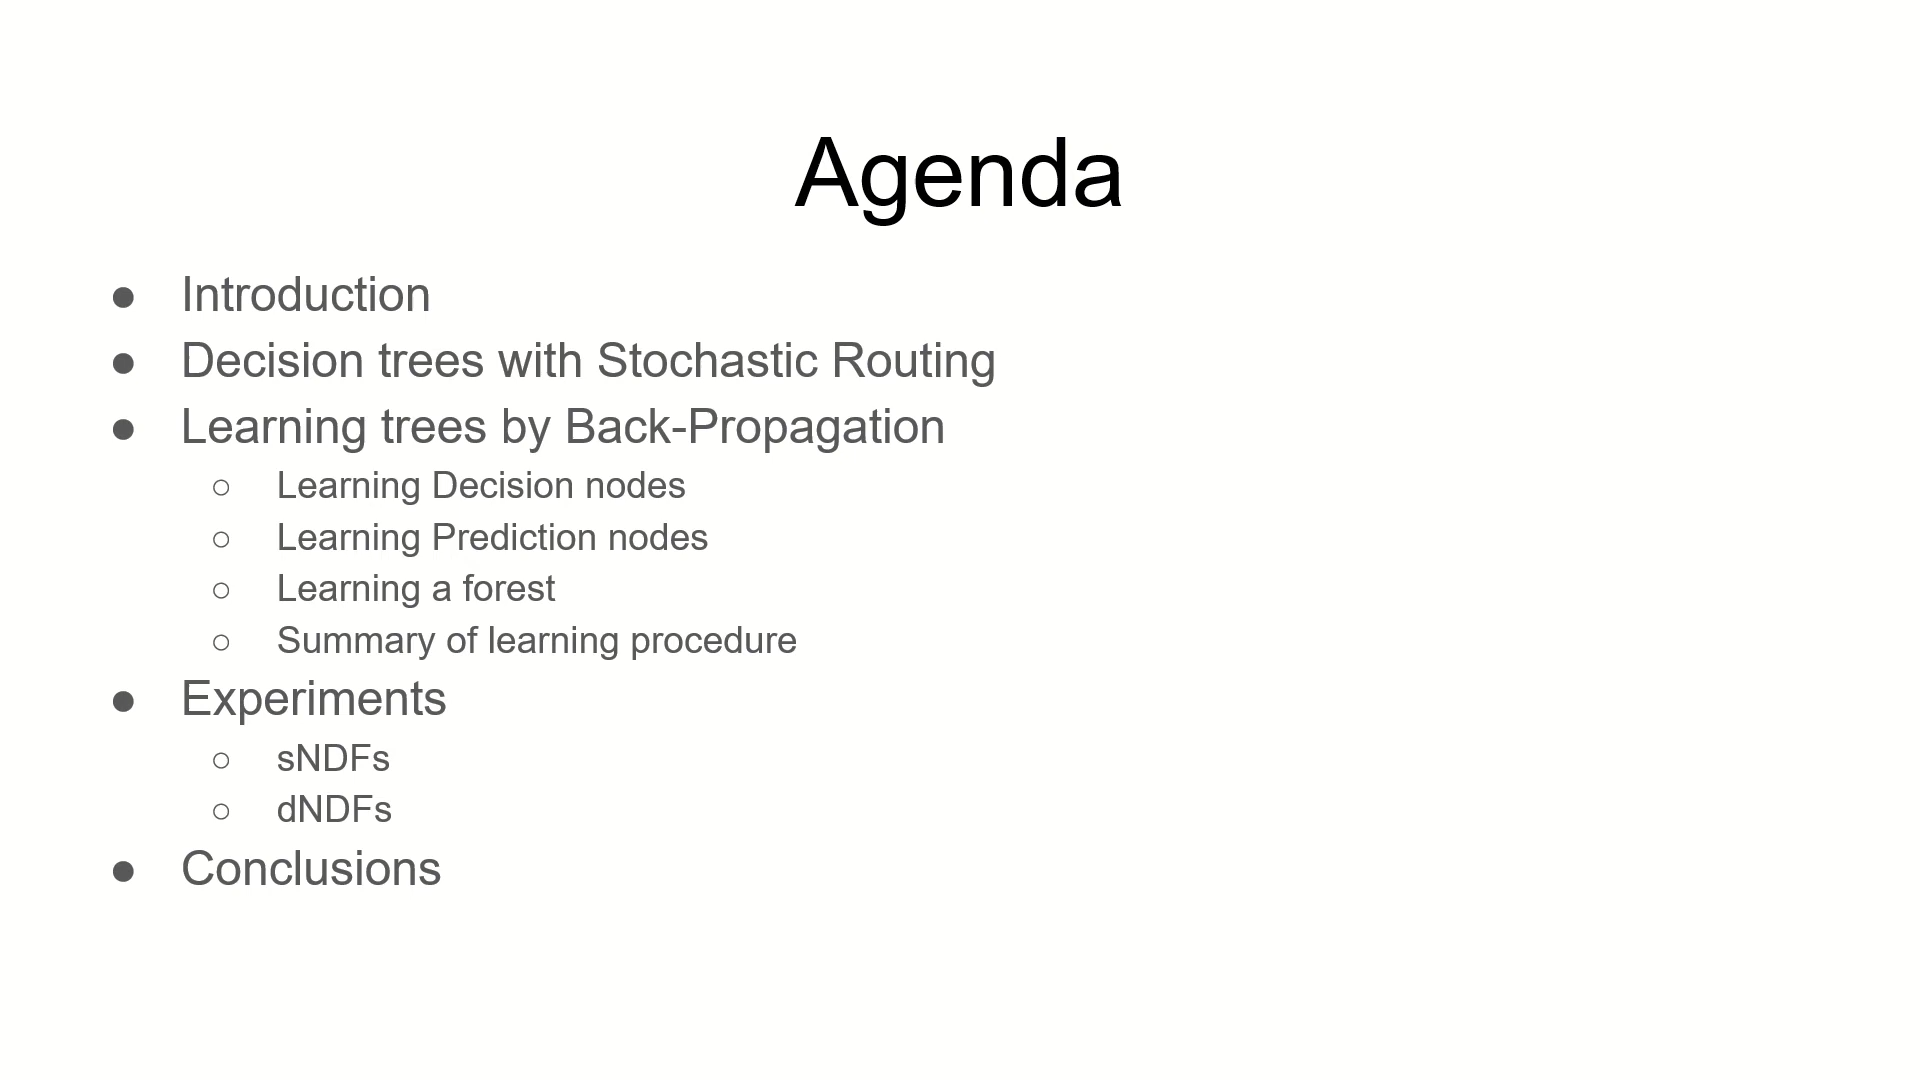 Agenda
● Introduction
● Decision trees with Stochastic Routing
● Learning trees by Back-Propagation
○ Learning Decision nodes
○ Learning Prediction nodes
○ Learning a forest
○ Summary of learning procedure
● Experiments
○ sNDFs
○ dNDFs
● Conclusions